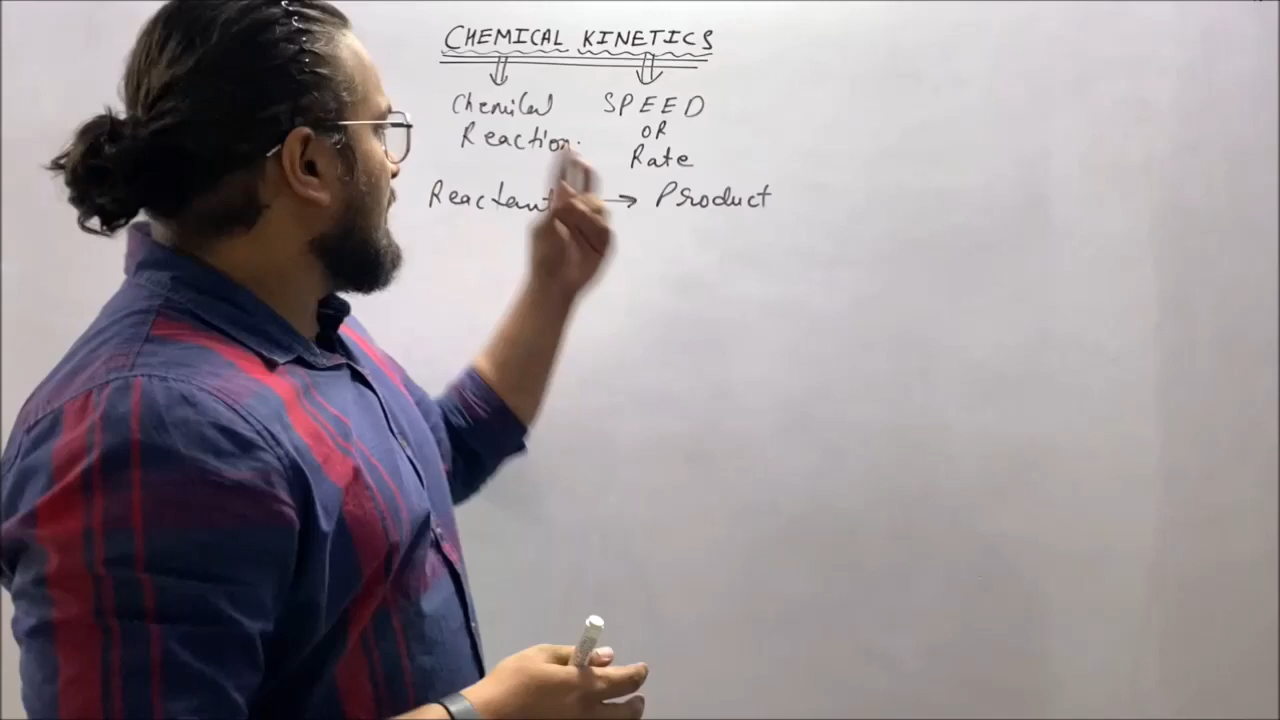 CHEMICAL KINETICS
Chemical SPEED
Reaction. OR
Rate
Reactant → Product